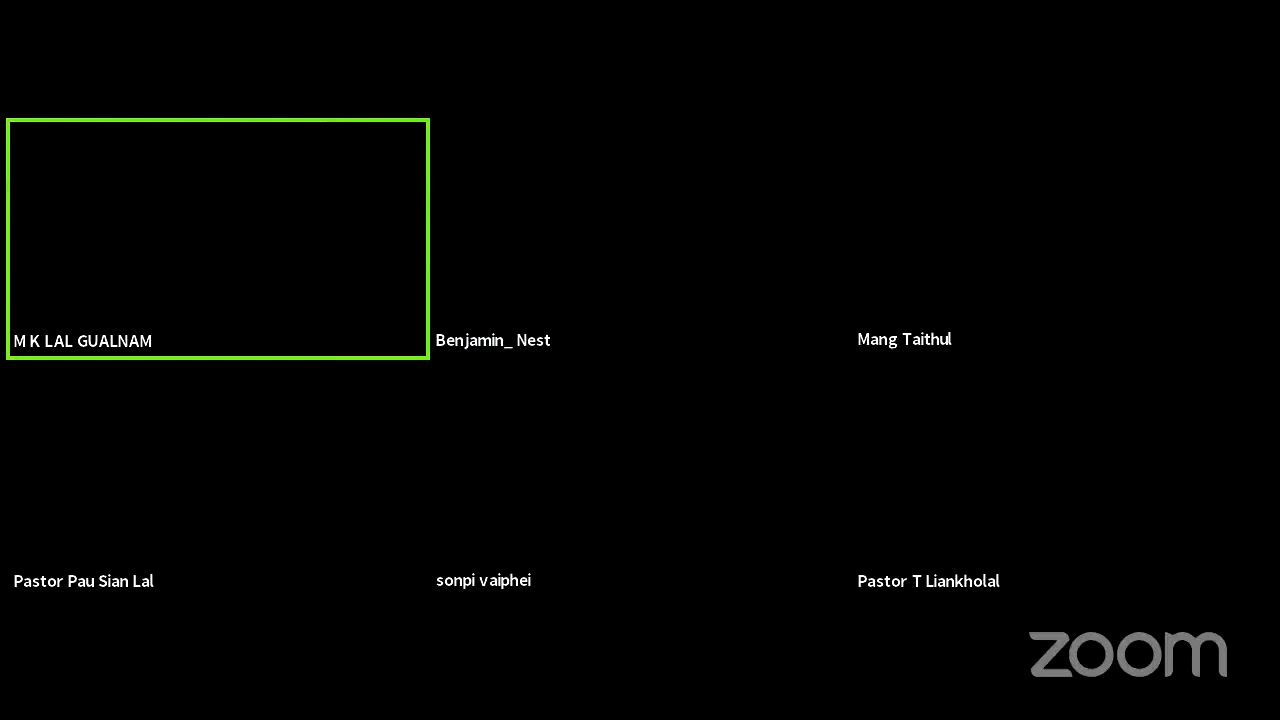 M K LAL GUALNAM
Benjamin_ Nest
Mang Taithul
Pastor Pau Sian Lal
sonpi vaiphei
Pastor T Liankholal
zoom